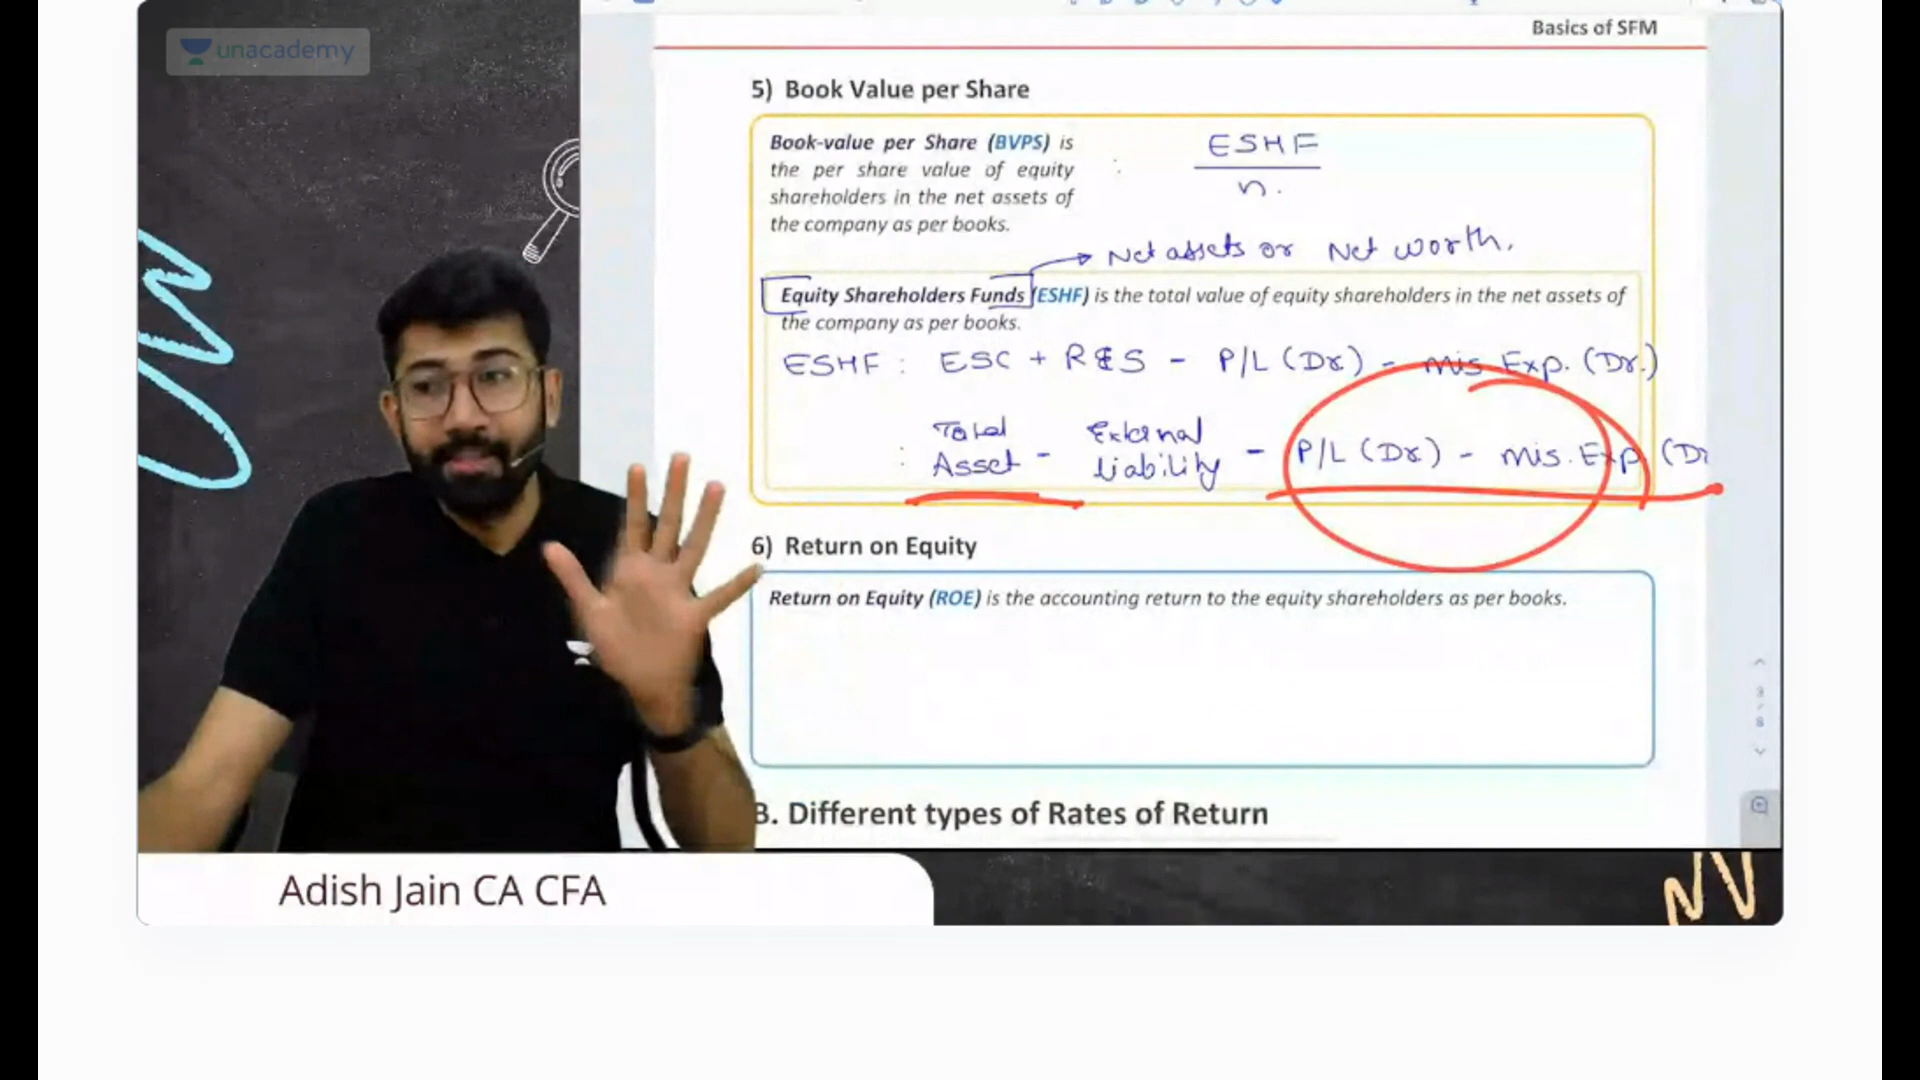 unacademy
Basics of SFM
5) Book Value per Share
Book-value per Share (BVPS) is
the per share value of equity
shareholders in the net assets of
the company as per books.
ESHF
n.
Net assets or Net worth.
Equity Shareholders Funds (ESHF) is the total value of equity shareholders in the net assets of
the company as per books.
ESHF : ESC + R&S - P/L (Dr) - mis Exp. (Dr.)
: Total Asset - External liability - P/L (Dr) - mis. Exp (Dr
6) Return on Equity
Return on Equity (ROE) is the accounting return to the equity shareholders as per books.
B. Different types of Rates of Return
Adish Jain CA CFA